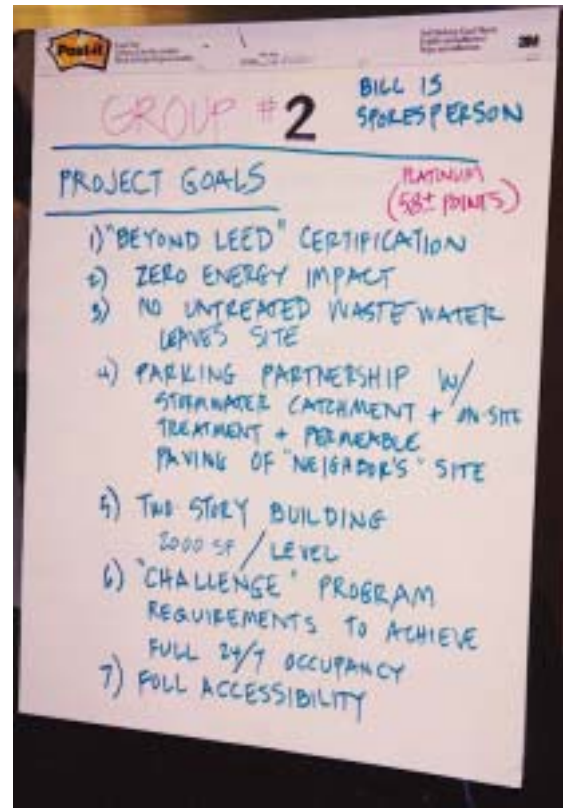 Post-it
3M
GROUP #2
BILL IS
SPOKESPERSON
PROJECT GOALS
PLATINUM
(58± POINTS)
1) "BEYOND LEED" CERTIFICATION
2) ZERO ENERGY IMPACT
3) NO UNTREATED WASTE WATER
LEAVES SITE
4) PARKING PARTNERSHIP W/
STORMWATER CATCHMENT + ON-SITE
TREATMENT + PERMEABLE
PAVING OF "NEIGHBOR'S" SITE
5) TWO STORY BUILDING
2000 SF / LEVEL
6) "CHALLENGE" PROGRAM
REQUIREMENTS TO ACHIEVE
FULL 24/7 OCCUPANCY
7) FULL ACCESSIBILITY